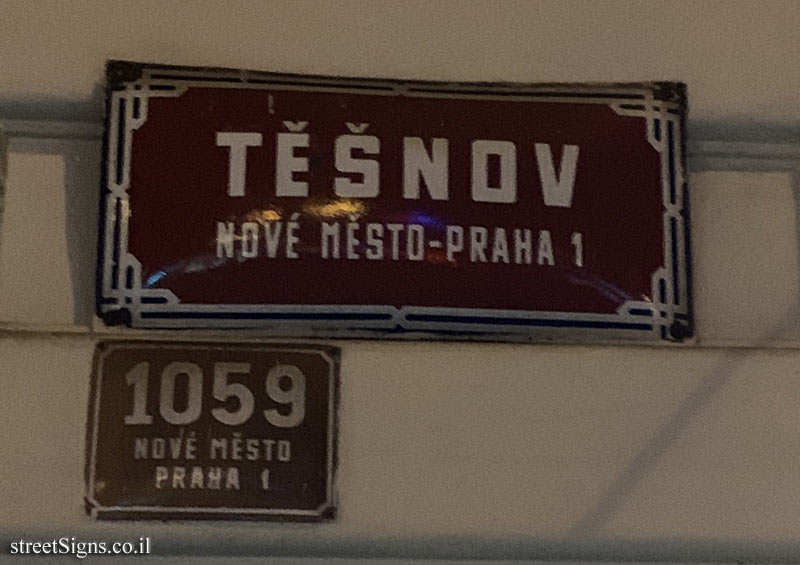 TĚŠNOV
NOVÉ MĚSTO-PRAHA 1
1059
NOVÉ MĚSTO
PRAHA 1
streetSigns.co.il